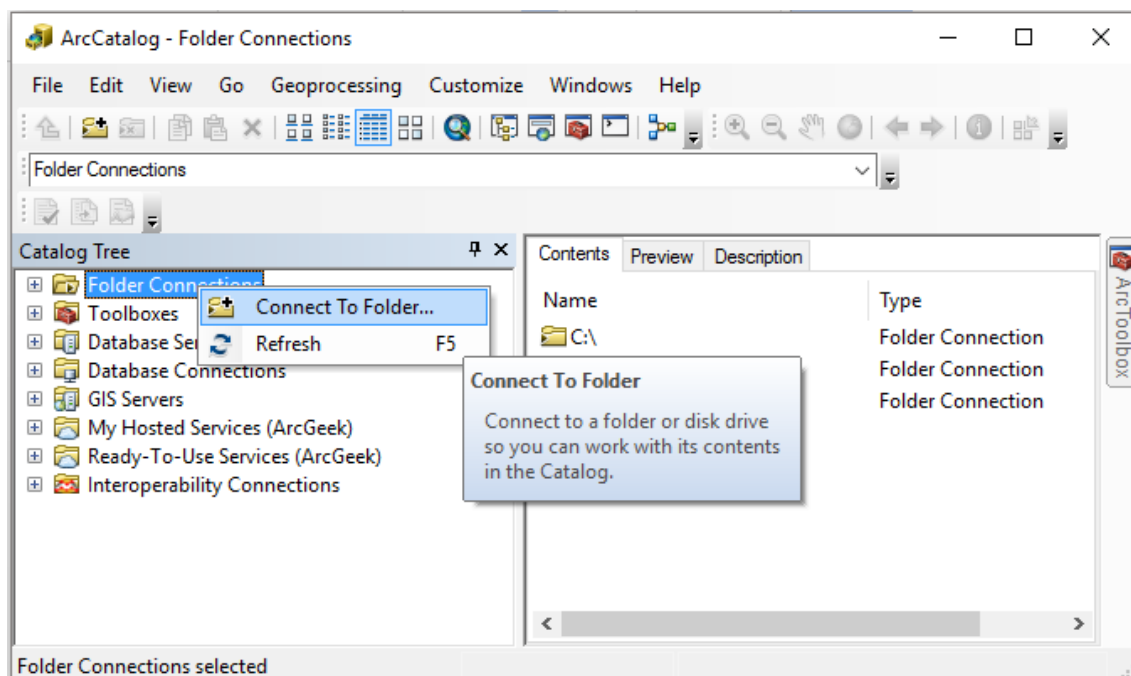 ArcCatalog - Folder Connections
File Edit View Go Geoprocessing Customize Windows Help
Folder Connections
Catalog Tree
Folder Connections
Toolboxes
Database Ser
Database Connections
GIS Servers
My Hosted Services (ArcGeek)
Ready-To-Use Services (ArcGeek)
Interoperability Connections
Connect To Folder...
Refresh F5
Connect To Folder
Connect to a folder or disk drive
so you can work with its contents
in the Catalog.
Contents Preview Description
Name Type
C:\ Folder Connection
Folder Connection
Folder Connection
ArcToolbox
Folder Connections selected